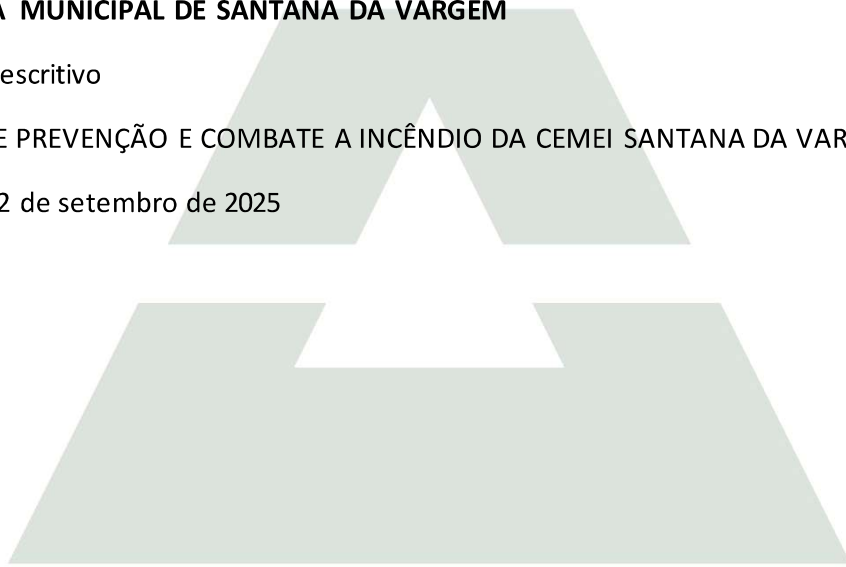 A MUNICIPAL DE SANTANA DA VARGEM
escritivo
E PREVENÇÃO E COMBATE A INCÊNDIO DA CEMEI SANTANA DA VAR
2 de setembro de 2025